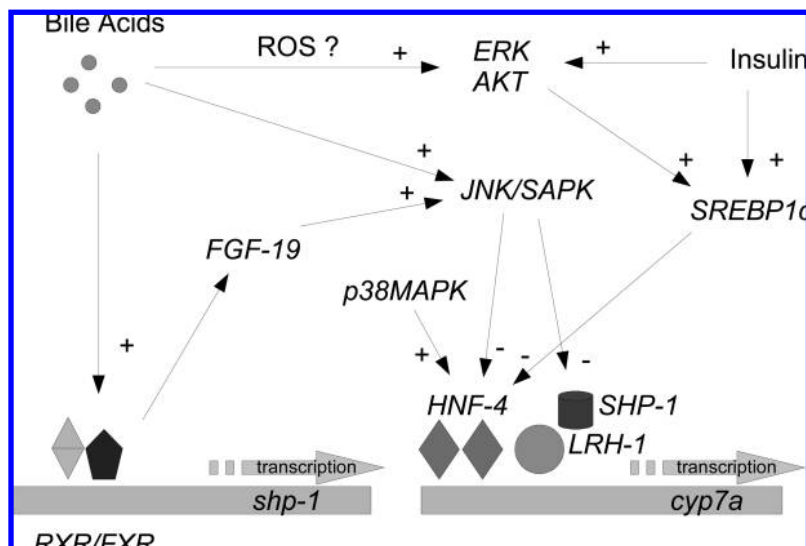 Bile Acids
ROS ?
+
ERK
AKT
+
Insulin
+
+
+
JNK/SAPK
+
SREBP1c
FGF-19
p38MAPK
+
+
-
-
-
HNF-4
SHP-1
LRH-1
transcription
transcription
shp-1
cyp7a
RXR/FXR